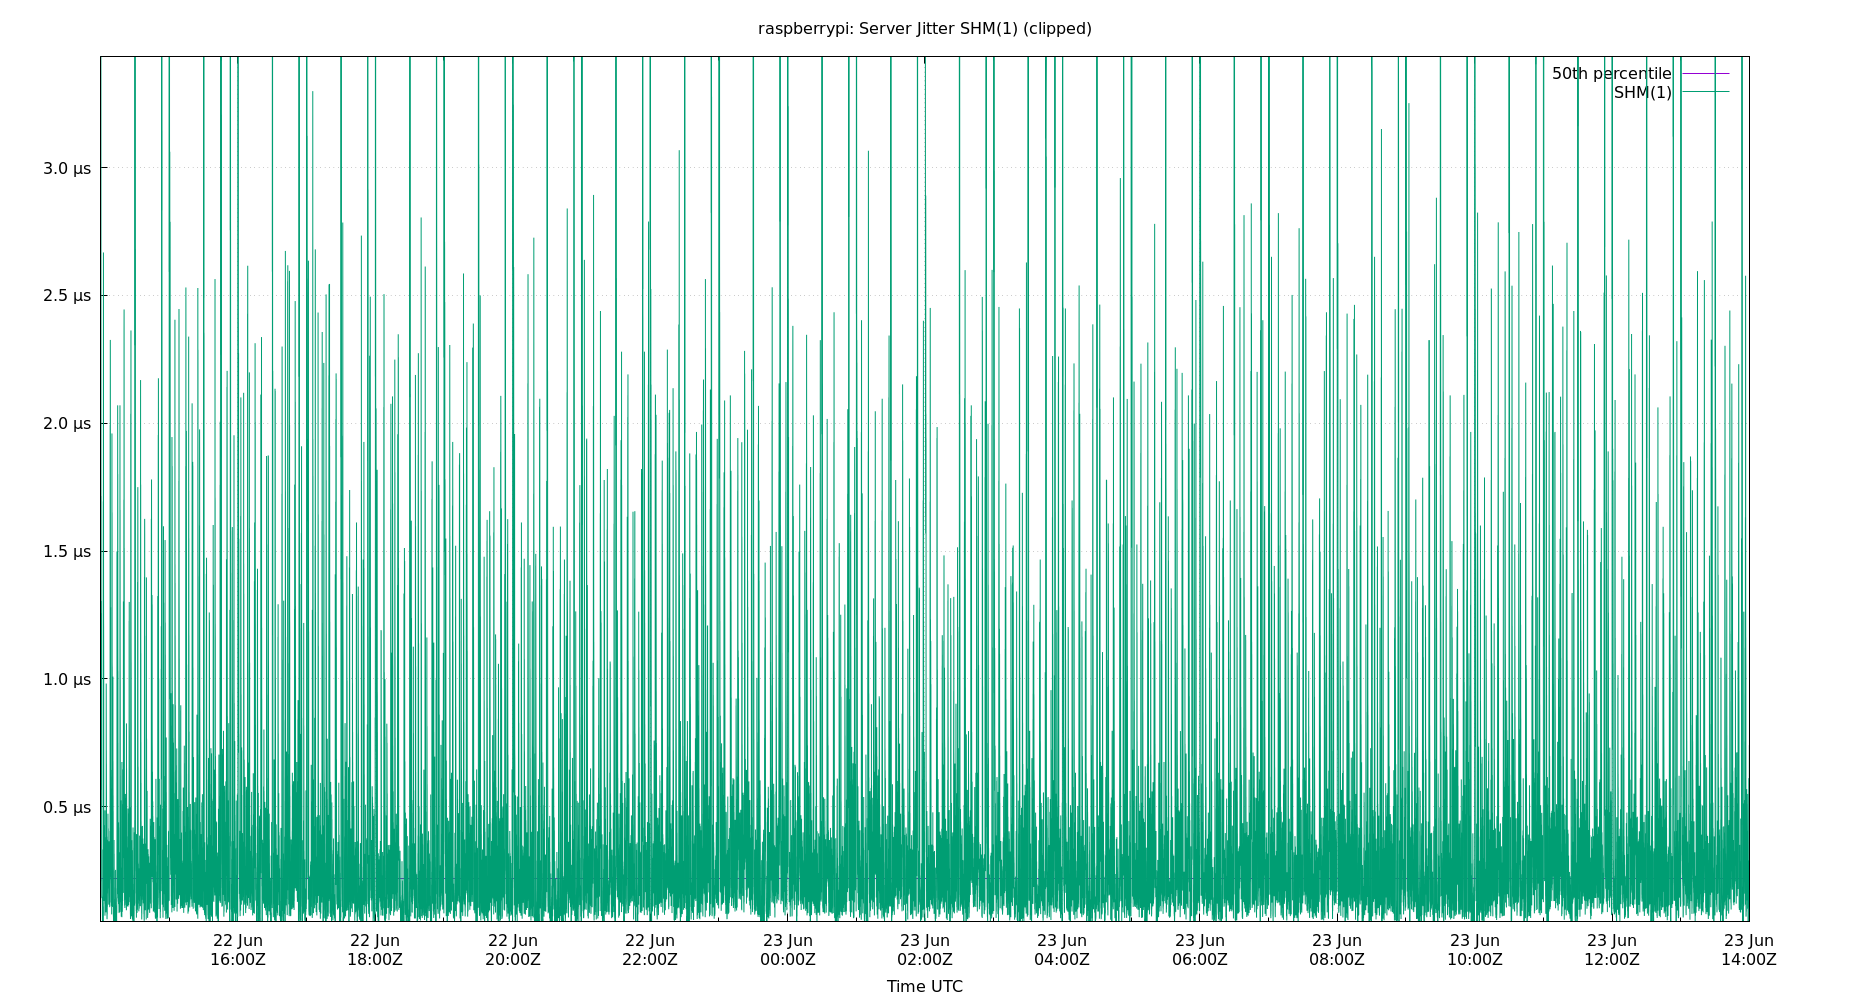 raspberrypi: Server Jitter SHM(1) (clipped)
50th percentile
SHM(1)
3.0 µs
2.5 µs
2.0 µs
1.5 µs
1.0 µs
0.5 µs
22 Jun 22 Jun 22 Jun 22 Jun 23 Jun 23 Jun 23 Jun 23 Jun 23 Jun 23 Jun 23 Jun 23 Jun
16:00Z 18:00Z 20:00Z 22:00Z 00:00Z 02:00Z 04:00Z 06:00Z 08:00Z 10:00Z 12:00Z 14:00Z
Time UTC